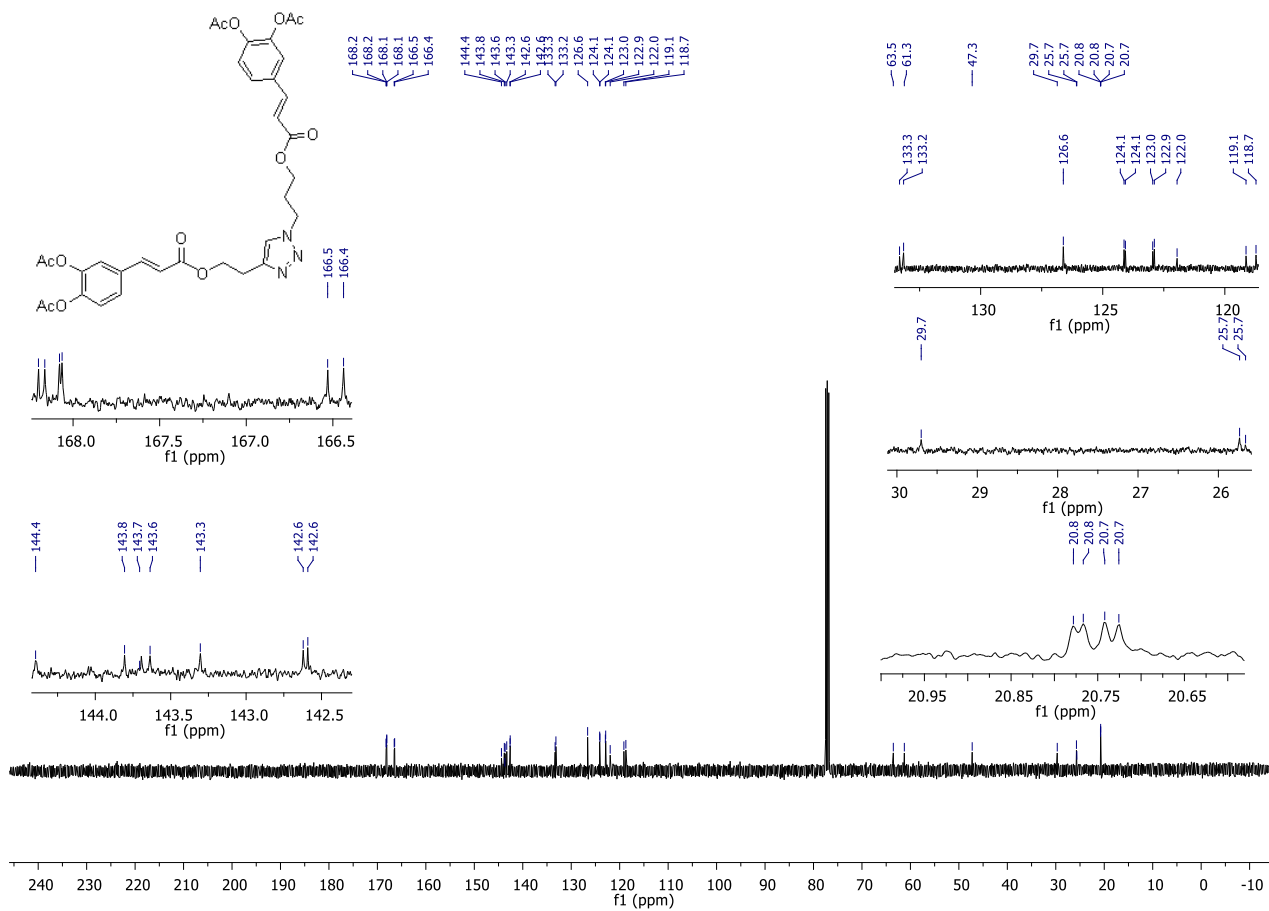 AcO OAc
168.2 168.2 168.1 168.1 166.5 166.4 144.4 143.8 143.6 143.3 142.6 142.6 133.3 133.2 126.6 124.1 124.1 123.0 122.9 122.0 119.1 118.7
63.5 61.3 47.3 29.7 25.7 25.7 20.8 20.8 20.7 20.7
O
O
N
N
N
O
O
AcO
AcO
166.5 166.4
168.0 167.5 167.0 166.5
f1 (ppm)
133.3 133.2 126.6 124.1 124.1 123.0 122.9 122.0 119.1 118.7
130 125 120
f1 (ppm)
29.7 25.7 25.7
30 29 28 27 26
f1 (ppm)
144.4 143.8 143.7 143.6 143.3 142.6 142.6
144.0 143.5 143.0 142.5
f1 (ppm)
20.8 20.8 20.7 20.7
20.95 20.85 20.75 20.65
f1 (ppm)
240 230 220 210 200 190 180 170 160 150 140 130 120 110 100 90 80 70 60 50 40 30 20 10 0 -10
f1 (ppm)